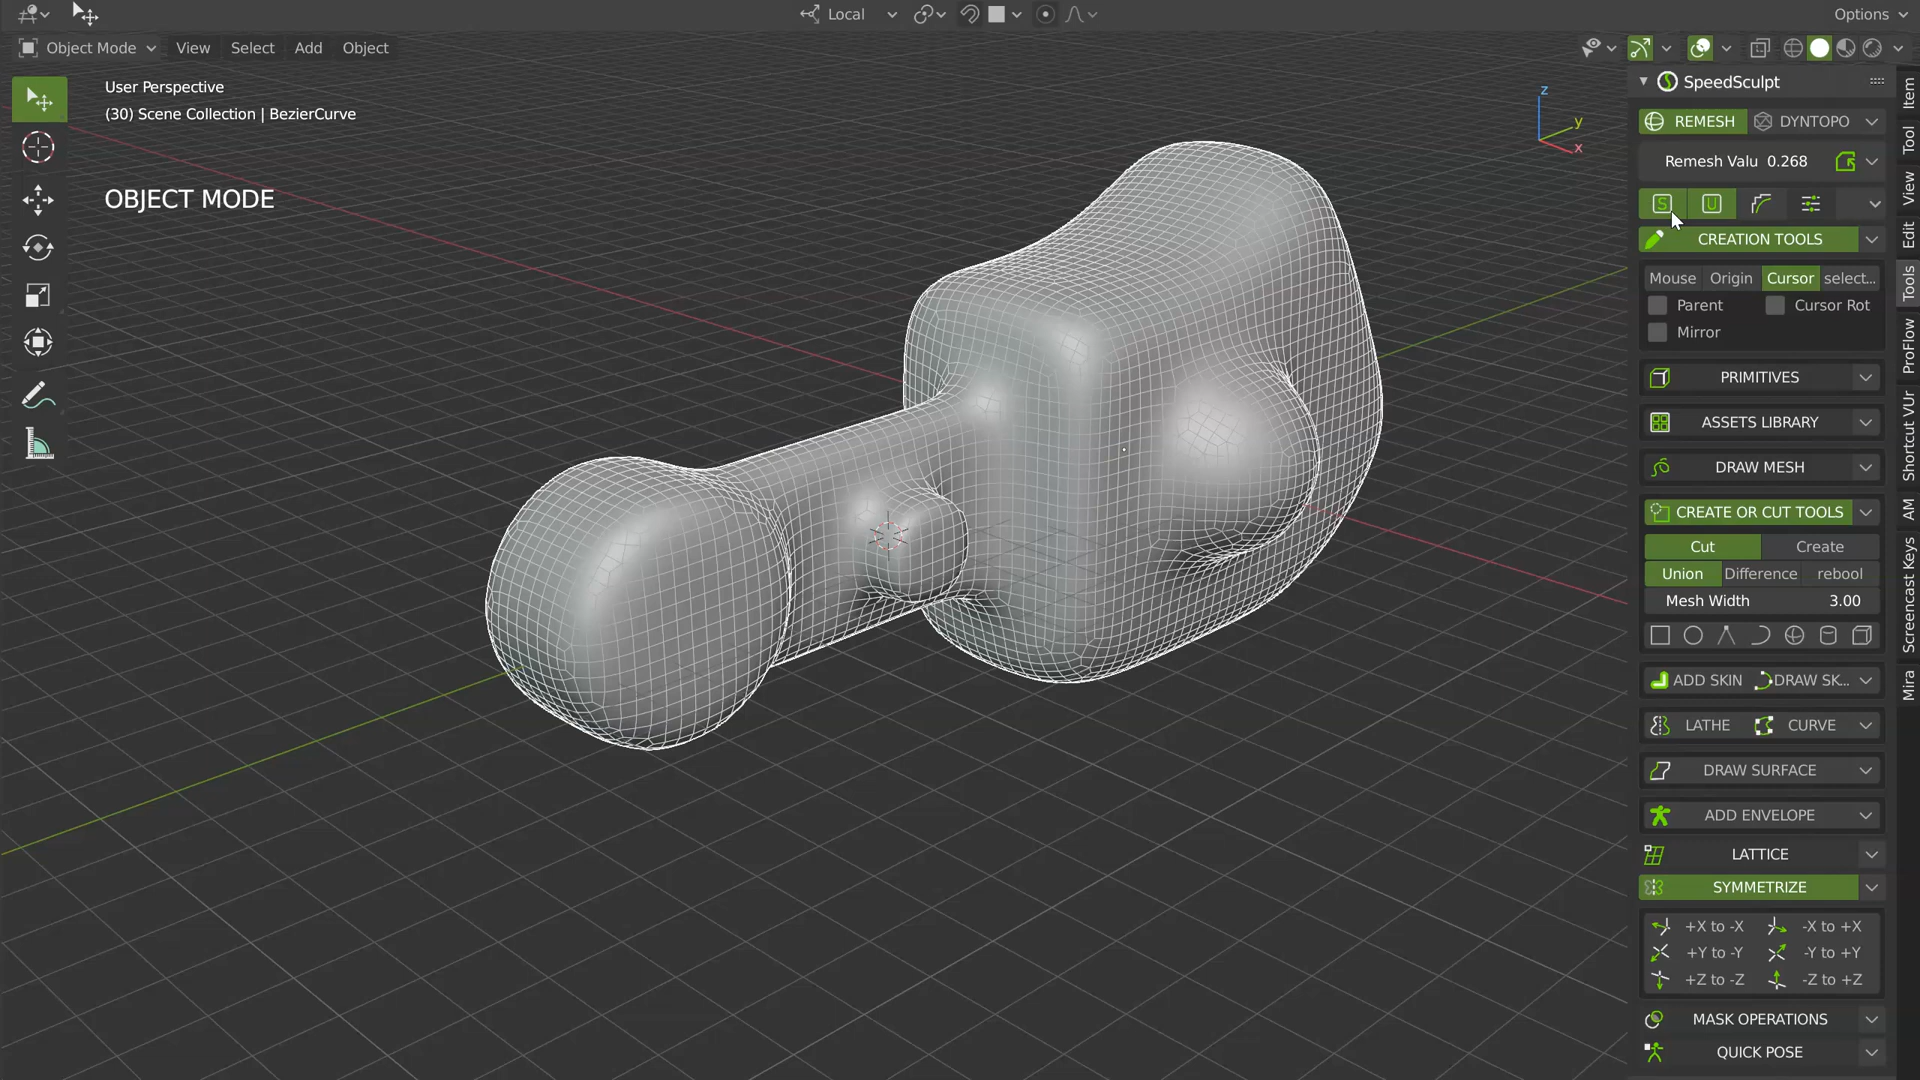 Local
Options
Object Mode View Select Add Object
User Perspective
(30) Scene Collection | BezierCurve
OBJECT MODE
z
y
x
SpeedSculpt
REMESH DYNTOPO
Remesh Valu 0.268
S U
CREATION TOOLS
Mouse Origin Cursor select...
Parent Cursor Rot
Mirror
PRIMITIVES
ASSETS LIBRARY
DRAW MESH
CREATE OR CUT TOOLS
Cut Create
Union Difference rebool
Mesh Width 3.00
ADD SKIN DRAW SK...
LATHE CURVE
DRAW SURFACE
ADD ENVELOPE
LATTICE
SYMMETRIZE
+X to -X -X to +X
+Y to -Y -Y to +Y
+Z to -Z -Z to +Z
MASK OPERATIONS
QUICK POSE
Item
Tool
View
Edit
Tools
ProFlow
Shortcut VUr
AM
Screencast Keys
Mira